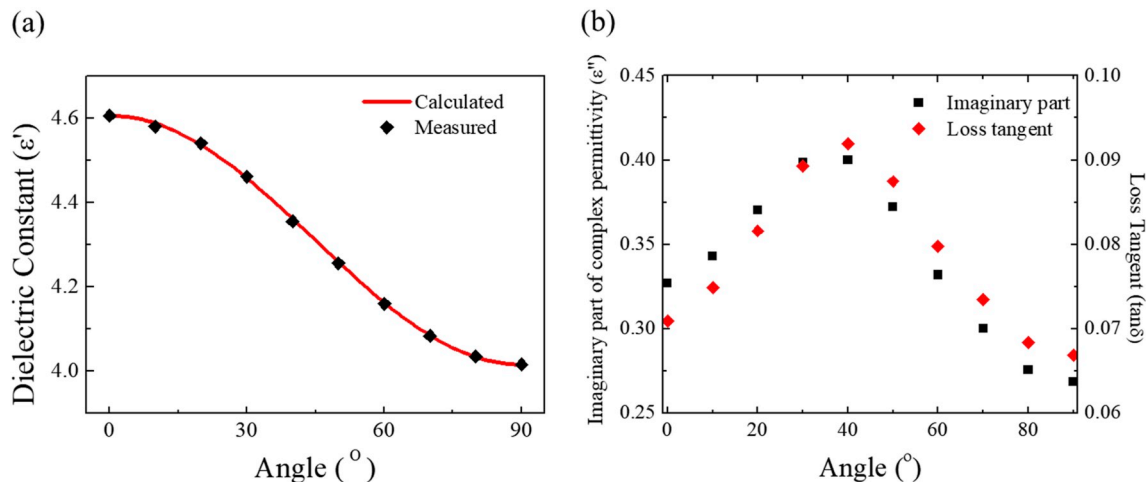 (a)
4.6
4.4
4.2
4.0
Dielectric Constant (ε')
Calculated
Measured
0
30
60
90
Angle (°)
(b)
0.45
0.40
0.35
0.30
0.25
Imaginary part of complex permittivity (ε")
Imaginary part
Loss tangent
0.10
0.09
0.08
0.07
0.06
Loss Tangent (tanδ)
0
20
40
60
80
Angle (°)